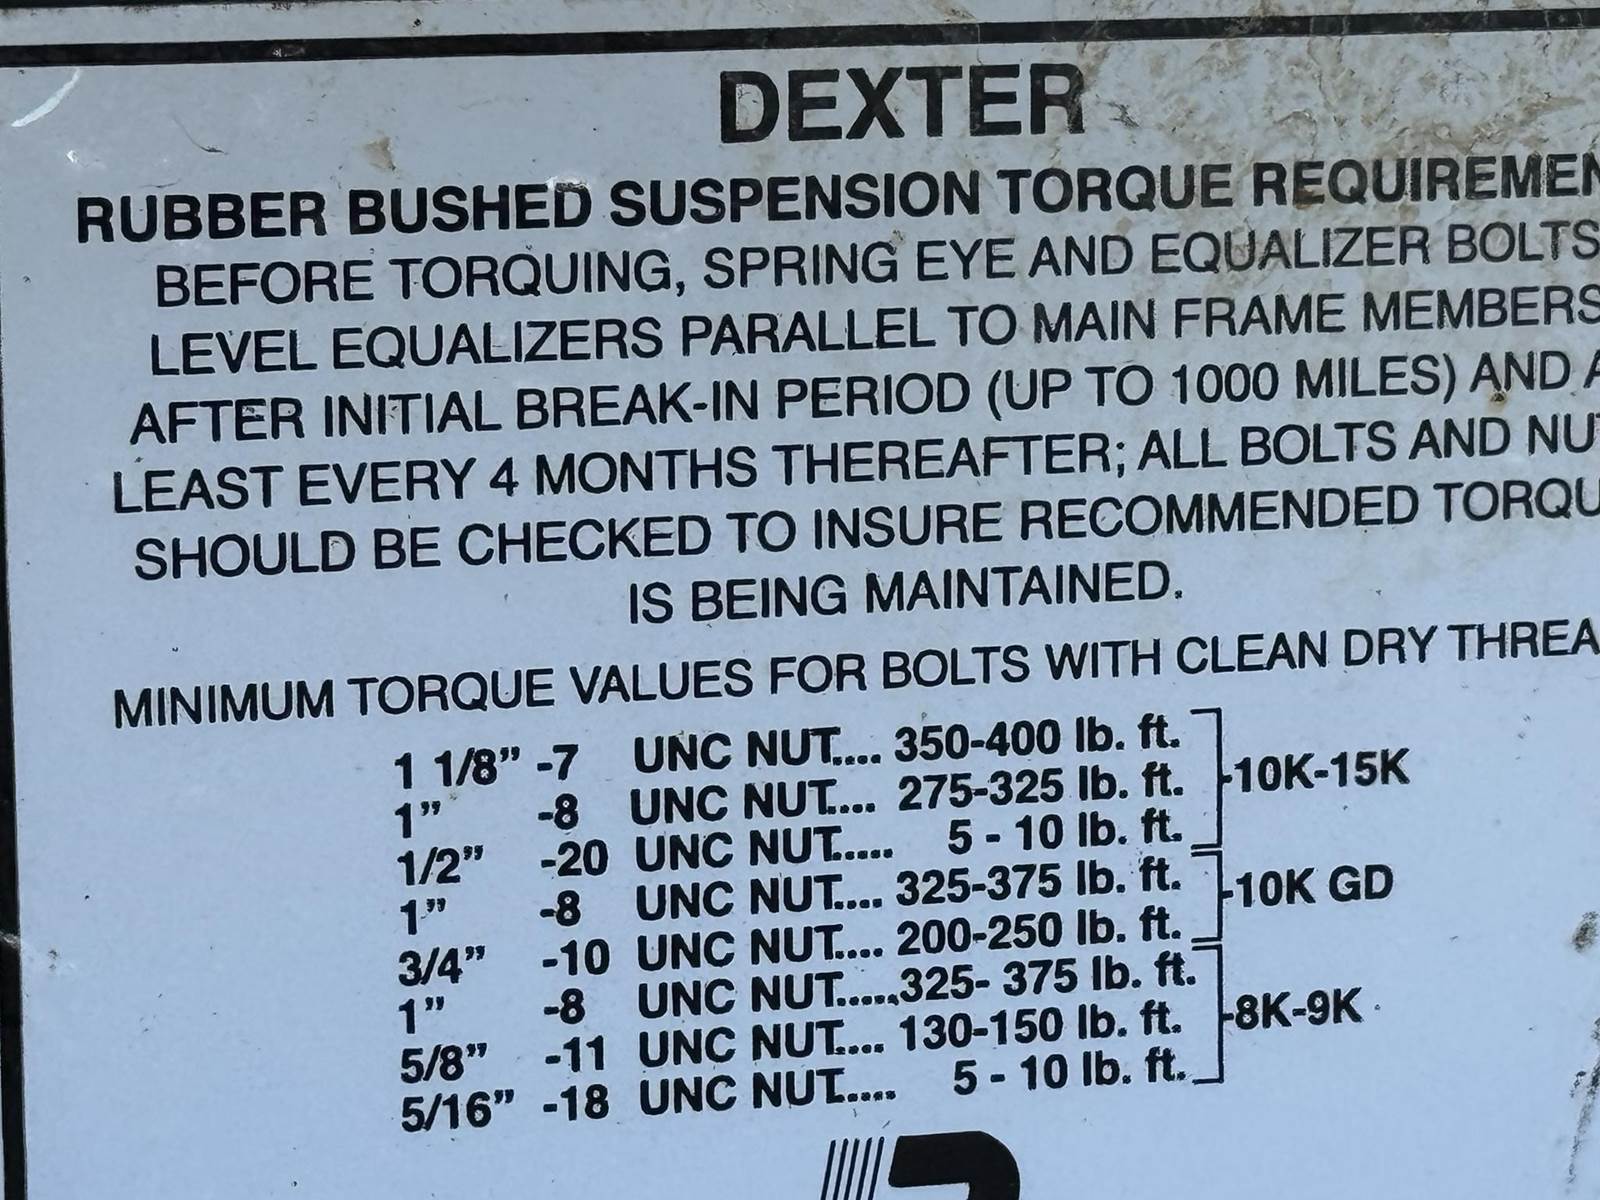 DEXTER
RUBBER BUSHED SUSPENSION TORQUE REQUIREMEN
BEFORE TORQUING, SPRING EYE AND EQUALIZER BOLTS
LEVEL EQUALIZERS PARALLEL TO MAIN FRAME MEMBERS
AFTER INITIAL BREAK-IN PERIOD (UP TO 1000 MILES) AND A
LEAST EVERY 4 MONTHS THEREAFTER; ALL BOLTS AND NU
SHOULD BE CHECKED TO INSURE RECOMMENDED TORQU
IS BEING MAINTAINED.
MINIMUM TORQUE VALUES FOR BOLTS WITH CLEAN DRY THREA
1 1/8” -7 UNC NUT.... 350-400 lb. ft.
1” -8 UNC NUT.... 275-325 lb. ft. 10K-15K
1/2” -20 UNC NUT..... 5 - 10 lb. ft.
1” -8 UNC NUT.... 325-375 lb. ft. 10K GD
3/4” -10 UNC NUT.... 200-250 lb. ft.
1” -8 UNC NUT.....325- 375 lb. ft.
5/8” -11 UNC NUT.... 130-150 lb. ft. 8K-9K
5/16” -18 UNC NUT.... 5 - 10 lb. ft.